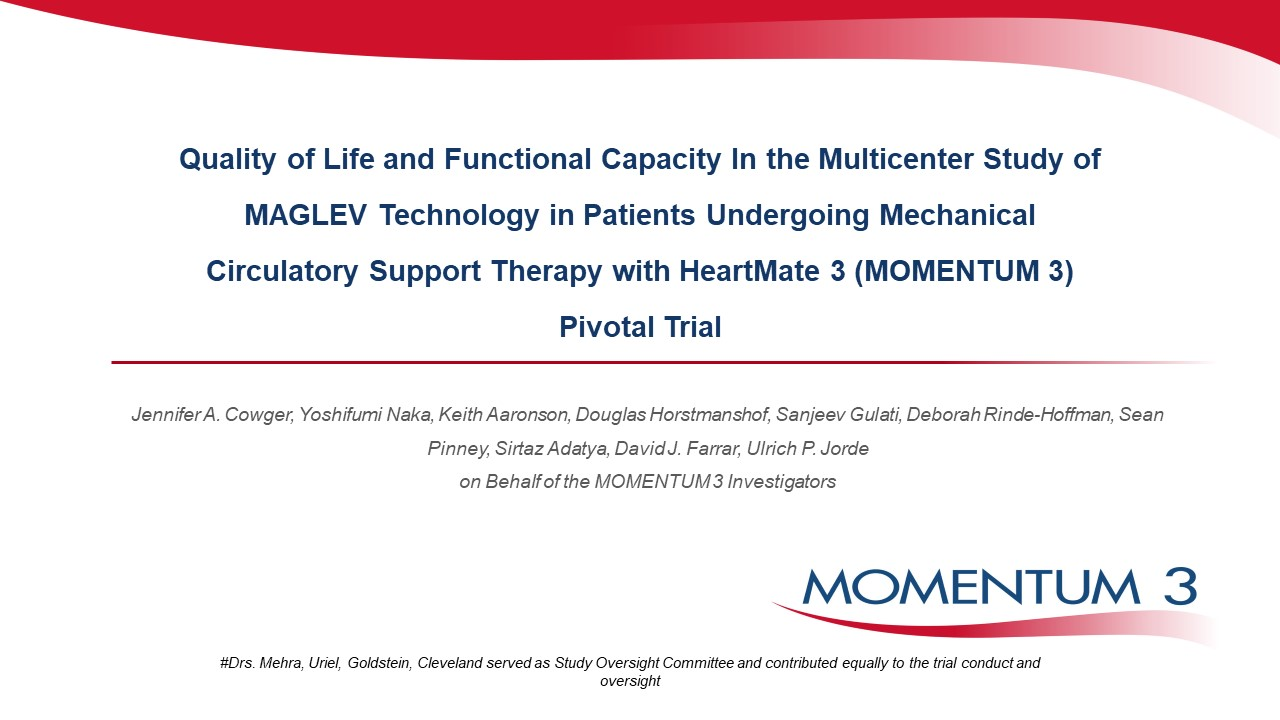 Quality of Life and Functional Capacity In the Multicenter Study of
MAGLEV Technology in Patients Undergoing Mechanical
Circulatory Support Therapy with HeartMate 3 (MOMENTUM 3)
Pivotal Trial
Jennifer A. Cowger, Yoshifumi Naka, Keith Aaronson, Douglas Horstmanshof, Sanjeev Gulati, Deborah Rinde-Hoffman, Sean
Pinney, Sirtaz Adatya, David J. Farrar, Ulrich P. Jorde
on Behalf of the MOMENTUM 3 Investigators
MOMENTUM 3
#Drs. Mehra, Uriel, Goldstein, Cleveland served as Study Oversight Committee and contributed equally to the trial conduct and
oversight